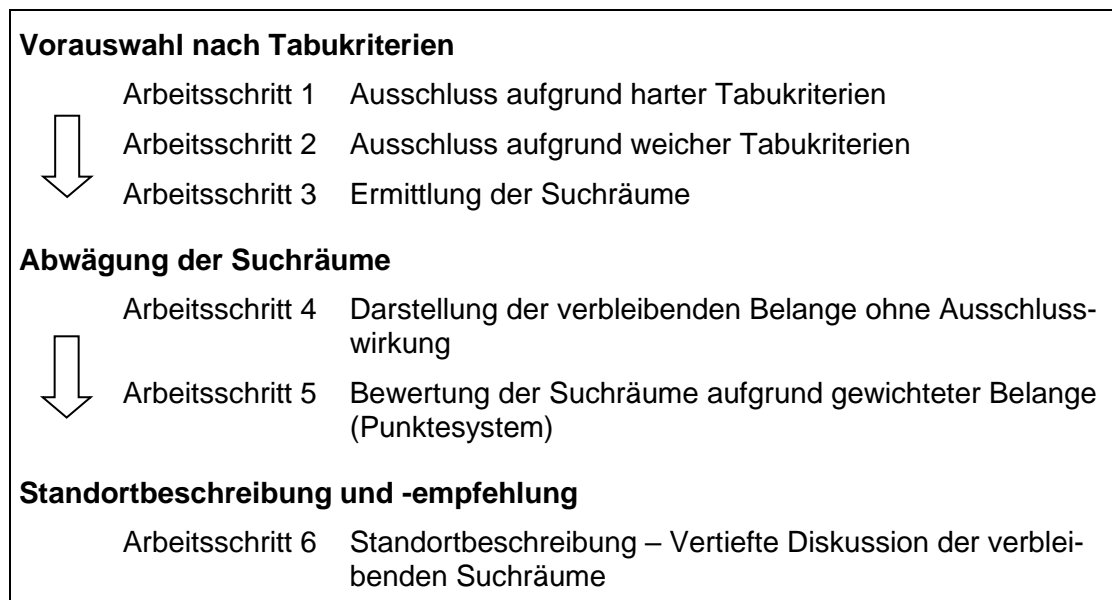 Vorauswahl nach Tabukriterien
Arbeitsschritt 1 Ausschluss aufgrund harter Tabukriterien
Arbeitsschritt 2 Ausschluss aufgrund weicher Tabukriterien
Arbeitsschritt 3 Ermittlung der Suchräume
Abwägung der Suchräume
Arbeitsschritt 4 Darstellung der verbleibenden Belange ohne Ausschluss-
wirkung
Arbeitsschritt 5 Bewertung der Suchräume aufgrund gewichteter Belange
(Punktesystem)
Standortbeschreibung und -empfehlung
Arbeitsschritt 6 Standortbeschreibung – Vertiefte Diskussion der verblei-
benden Suchräume